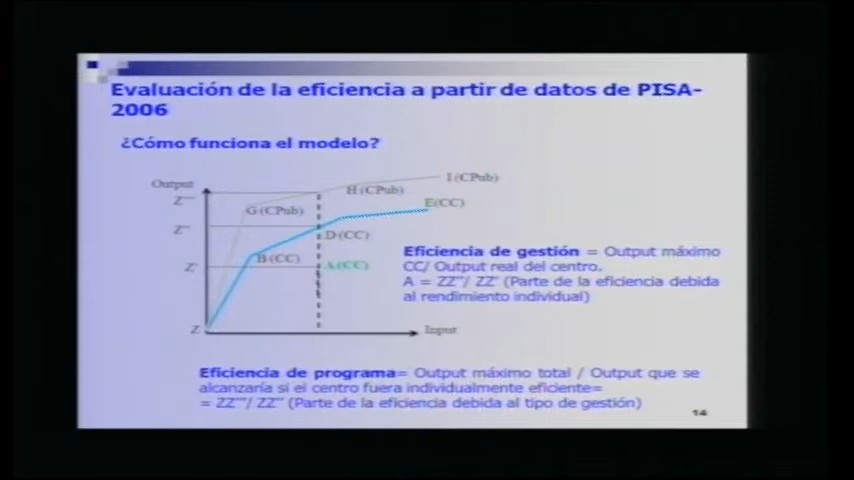 Evaluación de la eficiencia a partir de datos de PISA-
2006
¿Cómo funciona el modelo?
Output
Z'''
I (CPub)
H (CPub)
E(CC)
G (CPub)
Z''
D (CC)
B (CC)
Z'
A (CC)
Z
Input
Eficiencia de gestión = Output máximo
CC/ Output real del centro.
A = ZZ''/ ZZ' (Parte de la eficiencia debida
al rendimiento individual)
Eficiencia de programa= Output máximo total / Output que se
alcanzaría si el centro fuera individualmente eficiente=
= ZZ'''/ ZZ'' (Parte de la eficiencia debida al tipo de gestión)
14